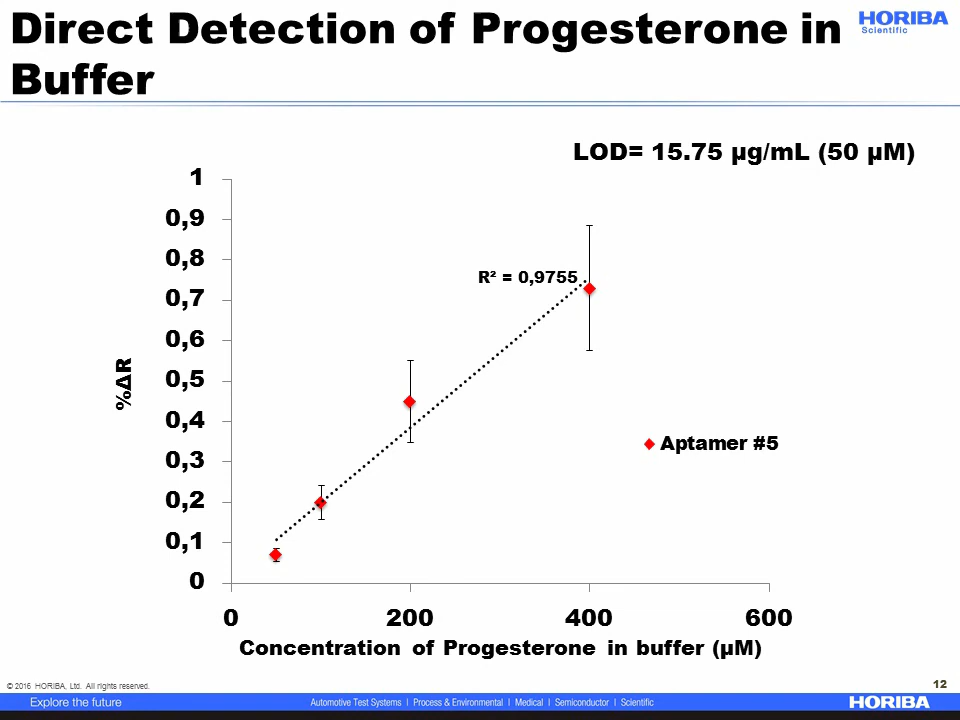 Direct Detection of Progesterone in
Buffer
HORIBA
Scientific
LOD= 15.75 µg/mL (50 µM)
1
0,9
0,8
0,7
0,6
0,5
0,4
0,3
0,2
0,1
0
%ΔR
R² = 0,9755
Aptamer #5
0 200 400 600
Concentration of Progesterone in buffer (µM)
© 2016 HORIBA, Ltd. All rights reserved.
12
Explore the future
Automotive Test Systems | Process & Environmental | Medical | Semiconductor | Scientific
HORIBA